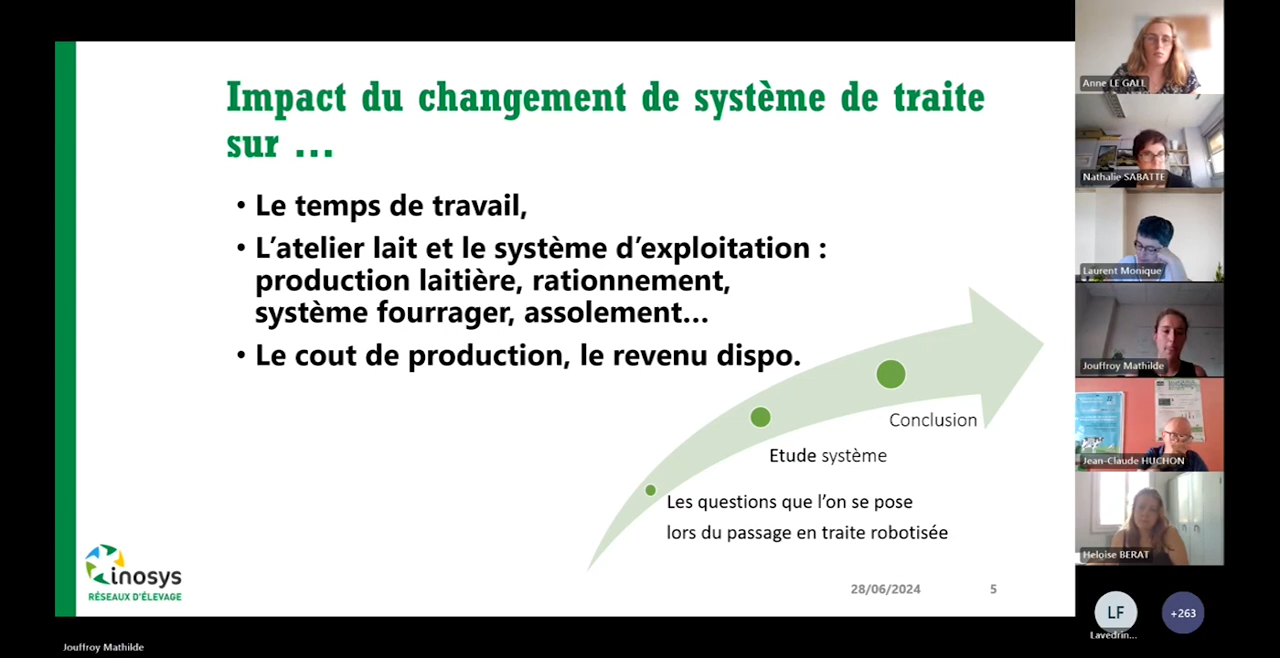 Impact du changement de système de traite
sur ...
• Le temps de travail,
• L’atelier lait et le système d’exploitation :
production laitière, rationnement,
système fourrager, assolement...
• Le cout de production, le revenu dispo.
Conclusion
Etude système
Les questions que l’on se pose
lors du passage en traite robotisée
inosys
RÉSEAUX D'ÉLEVAGE
28/06/2024
5
Jouffroy Mathilde
Anne LE GALL
Nathalie SABATTE
Laurent Monique
Jouffroy Mathilde
Jean-Claude HUCHON
Heloise BERAT
LF
Lavedrin...
+263